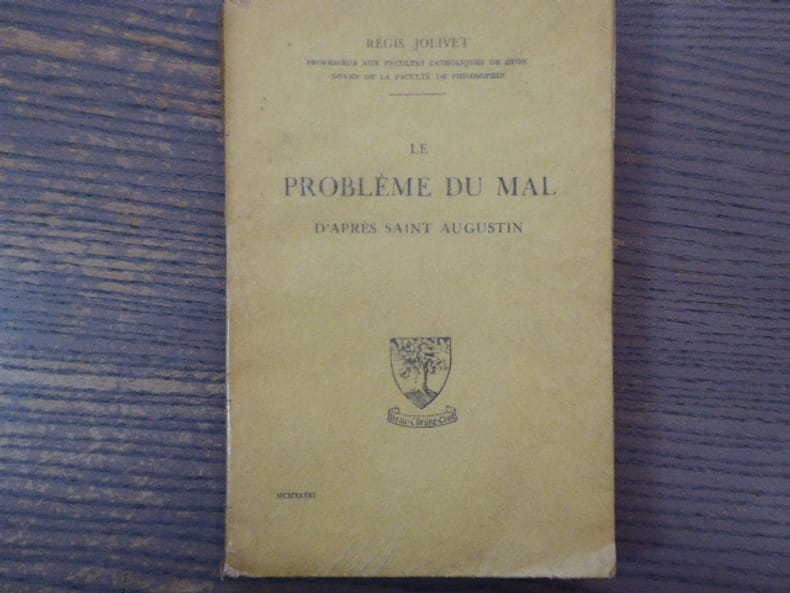 RÉGIS JOLIVET
PROFESSEUR AUX FACULTÉS CATHOLIQUES DE LYON
DOYEN DE LA FACULTÉ DE PHILOSOPHIE
LE
PROBLÈME DU MAL
D'APRÈS SAINT AUGUSTIN
MCMXXXVI